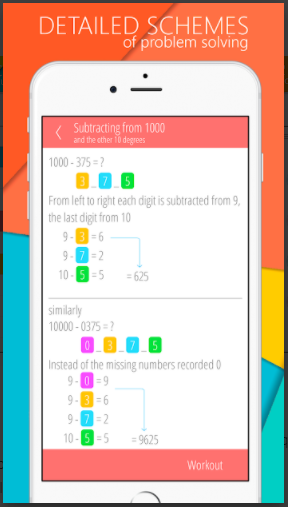 DETAILED SCHEMES
of problem solving
Subtracting from 1000
and the other 10 degrees
1000 - 375 = ?
3 _ 7 _ 5
From left to right each digit is subtracted from 9,
the last digit from 10
9 - 3 = 6
9 - 7 = 2
10 - 5 = 5 = 625
similarly
10000 - 0375 = ?
0 _ 3 _ 7 _ 5
Instead of the missing numbers recorded 0
9 - 0 = 9
9 - 3 = 6
9 - 7 = 2
10 - 5 = 5 = 9625
Workout